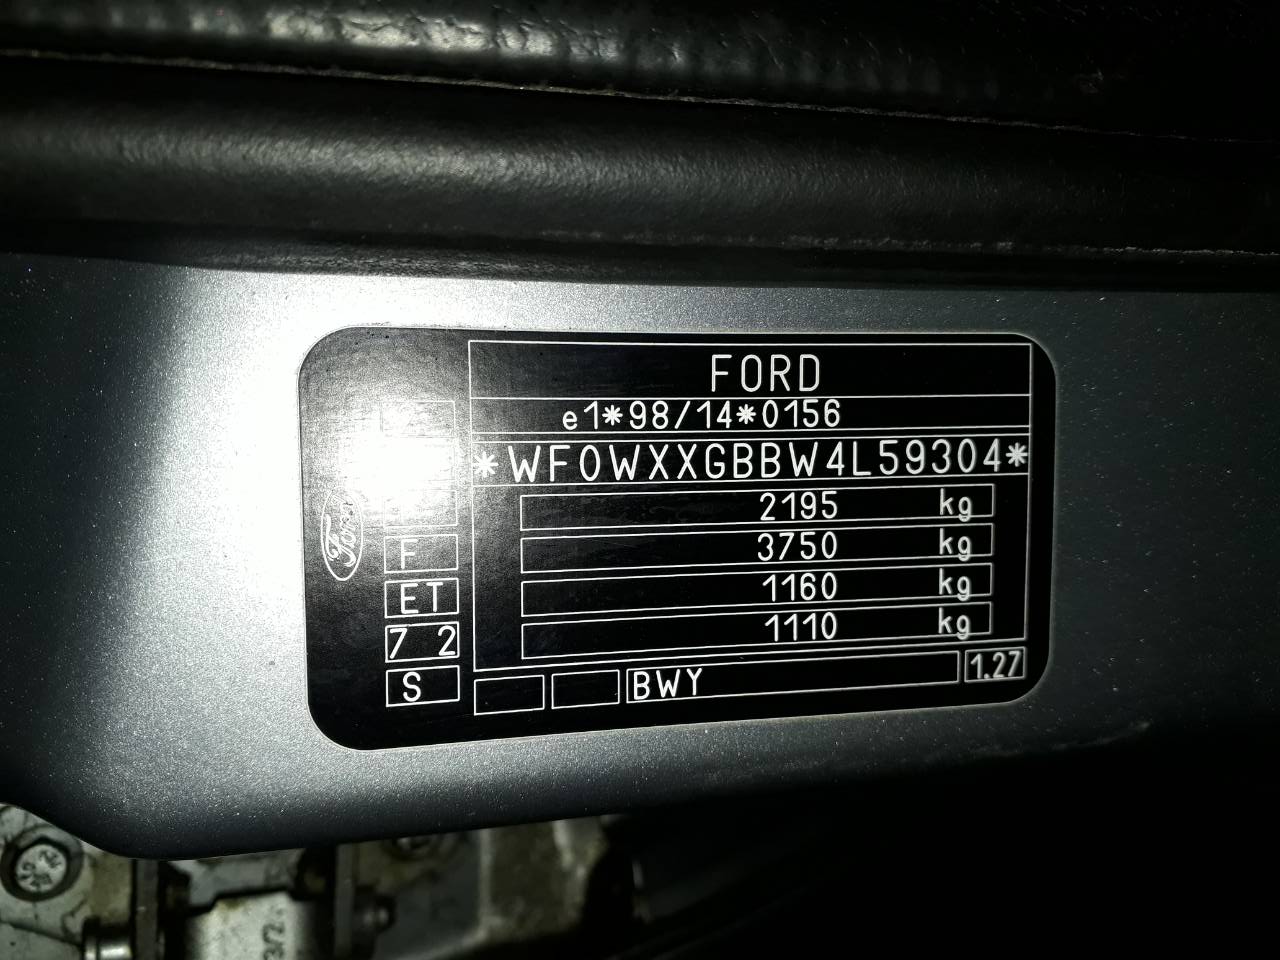 FORD
e1*98/14*0156
*WF0WXXGBBW4L59304*
2195 kg
3750 kg
1160 kg
1110 kg
Ford
F
ET
7 2
S
BWY
1.27